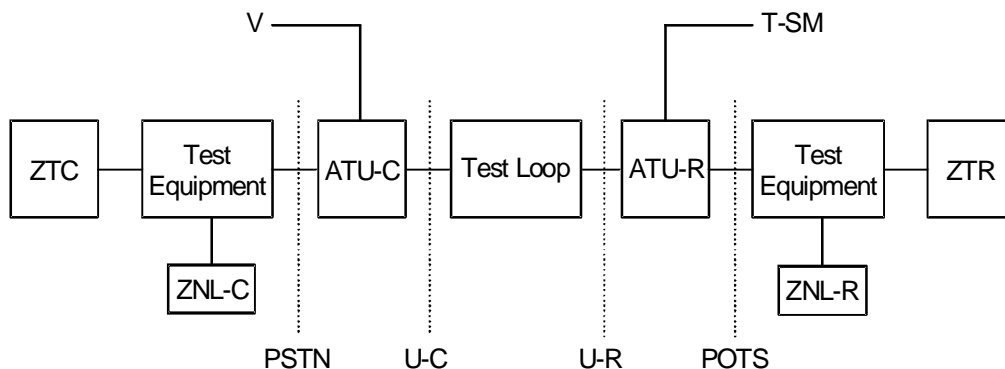 V
T-SM
ZTC
Test
Equipment
ATU-C
Test Loop
ATU-R
Test
Equipment
ZTR
ZNL-C
ZNL-R
PSTN
U-C
U-R
POTS